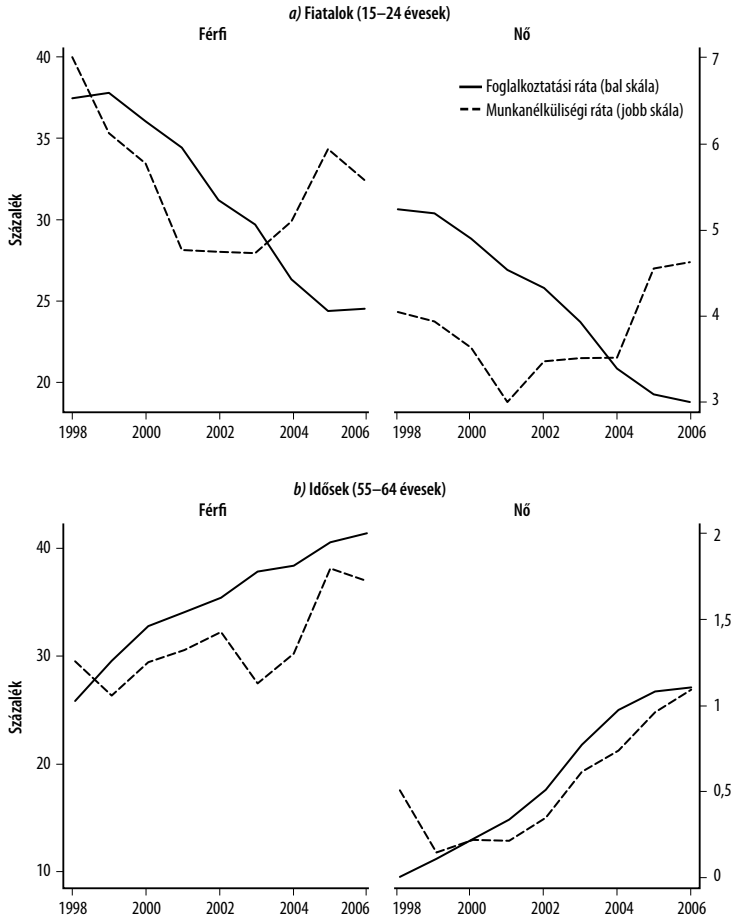 a) Fiatalok (15–24 évesek)
Férfi
Nő
Százalék
40
35
30
25
20
7
6
5
4
3
Foglalkoztatási ráta (bal skála)
Munkanélküliségi ráta (jobb skála)
1998 2000 2002 2004 2006
1998 2000 2002 2004 2006
b) Idősek (55–64 évesek)
Férfi
Nő
Százalék
40
30
20
10
2
1,5
1
0,5
0
1998 2000 2002 2004 2006
1998 2000 2002 2004 2006